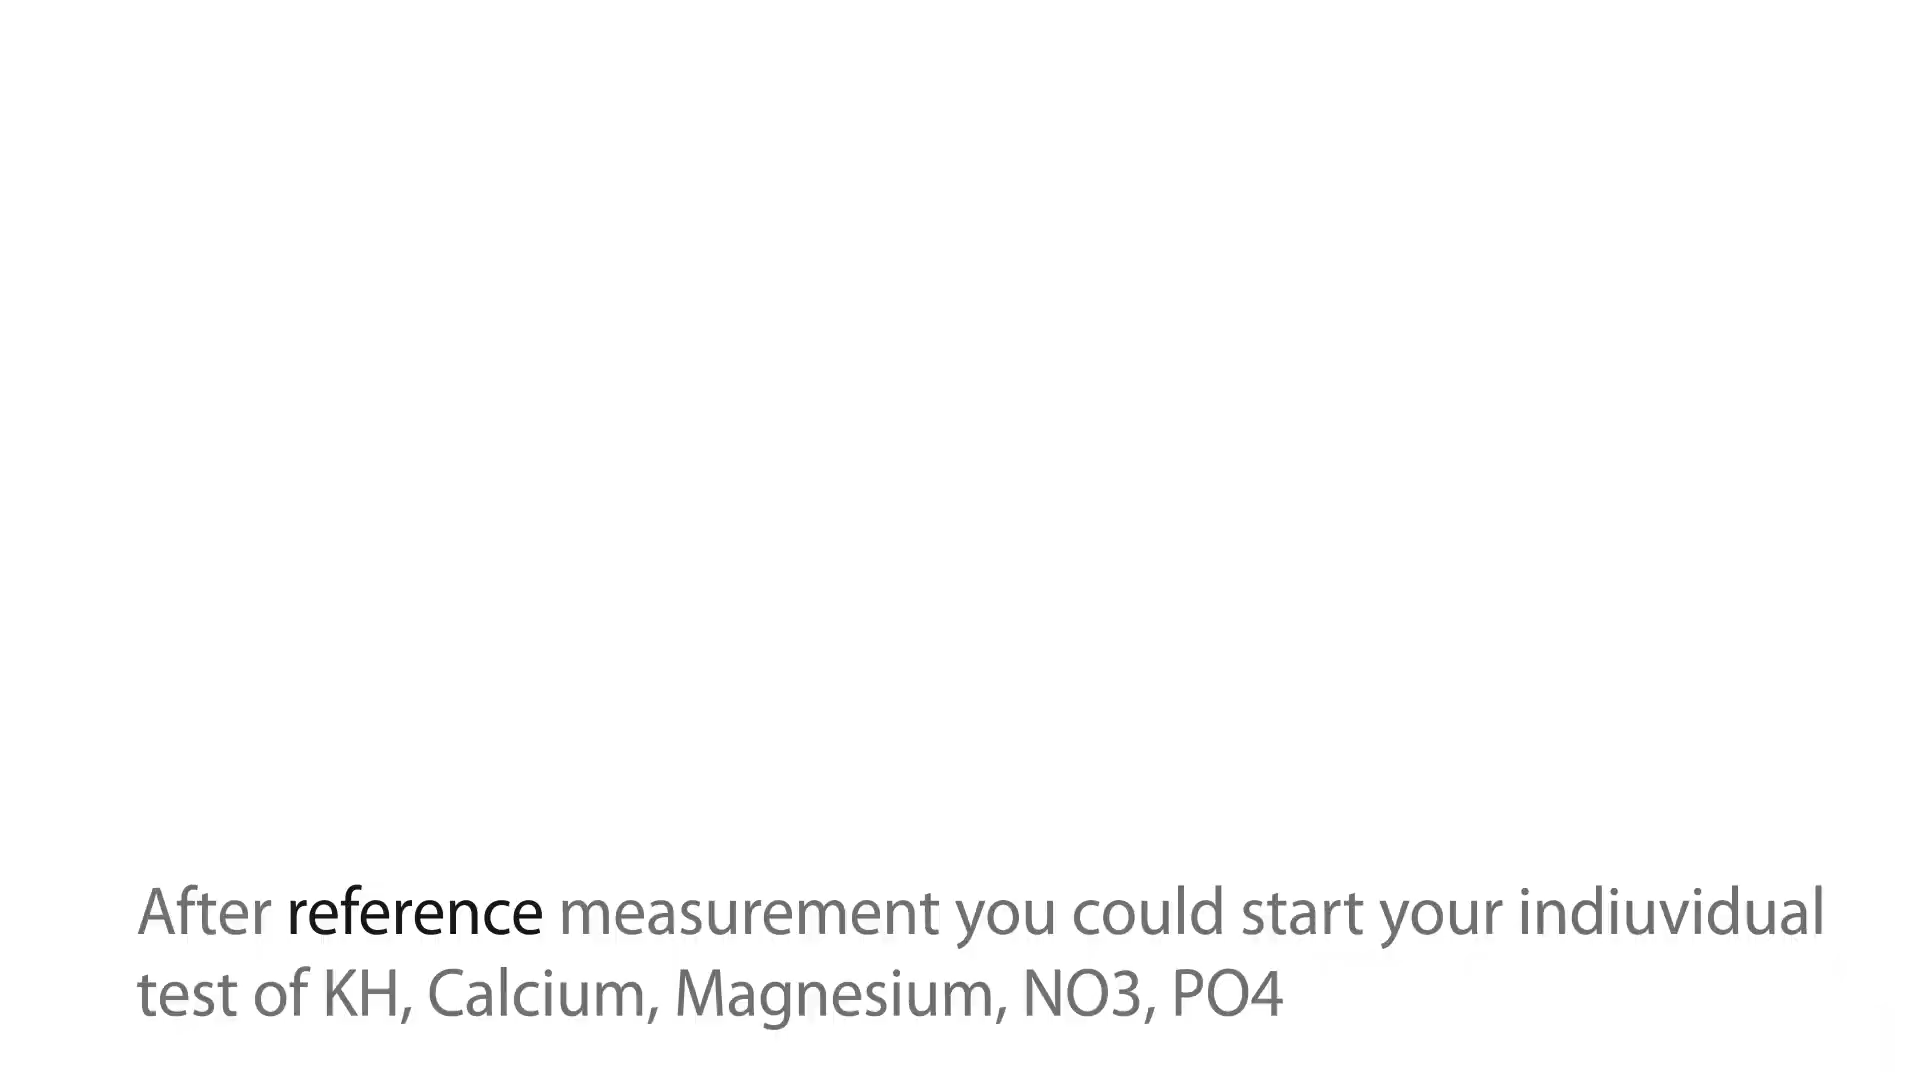 After reference measurement you could start your indiuvidual
test of KH, Calcium, Magnesium, NO3, PO4